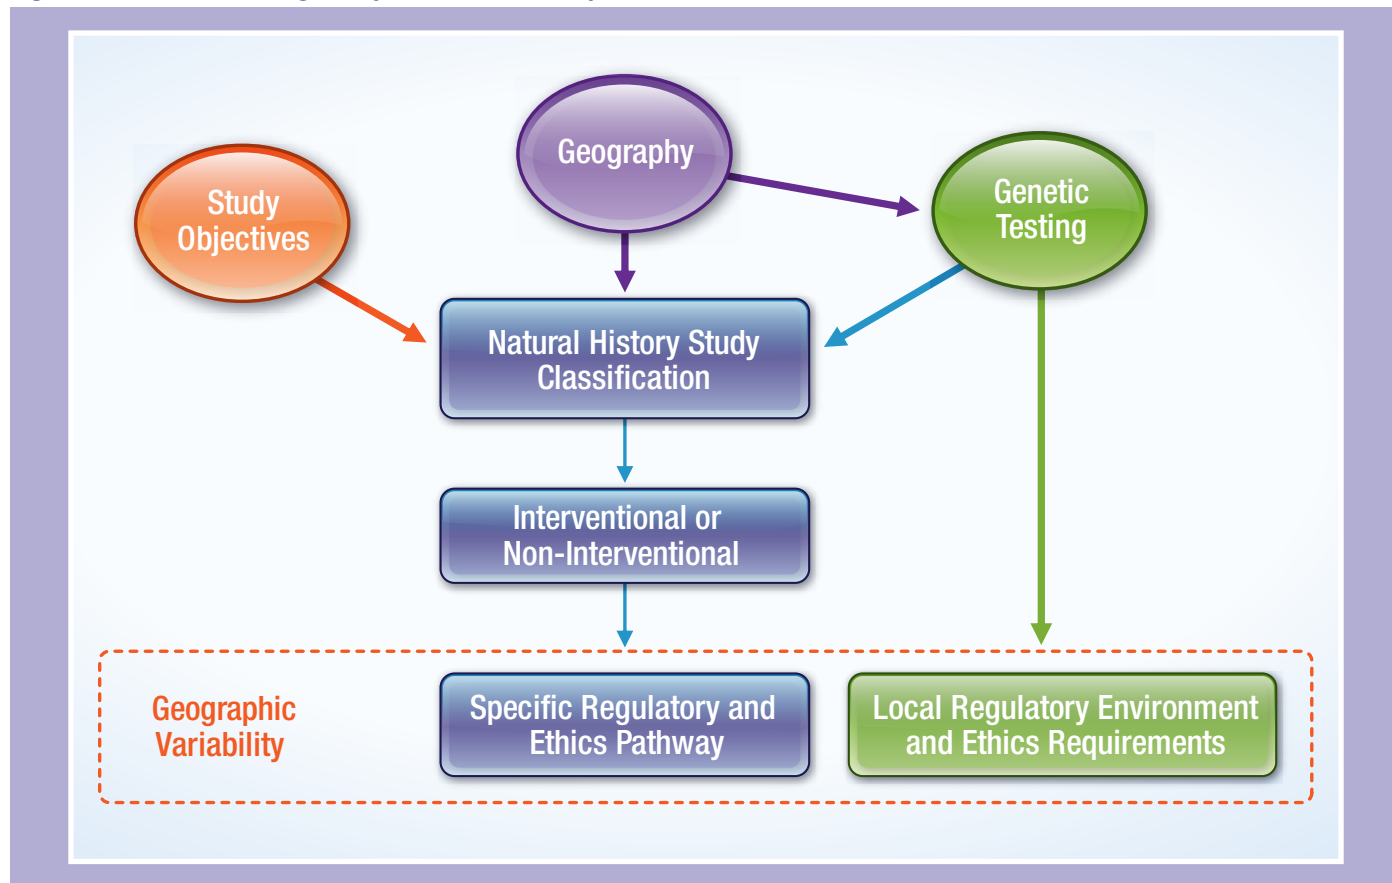 Geography
Study
Objectives
Genetic
Testing
Natural History Study
Classification
Interventional or
Non-Interventional
Geographic
Variability
Specific Regulatory and
Ethics Pathway
Local Regulatory Environment
and Ethics Requirements